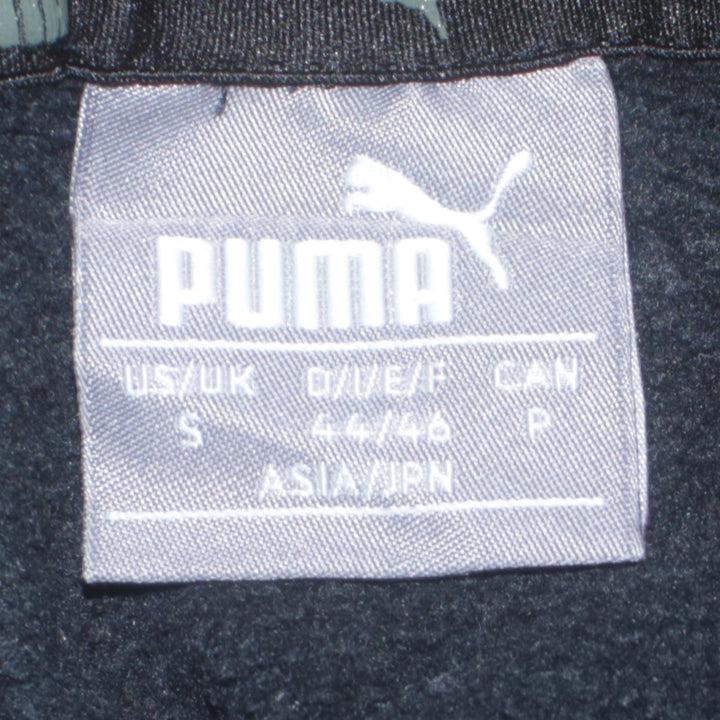 PUMA
US/UK D/I/E/F CAN
S 44/46 P
ASIA/JPN